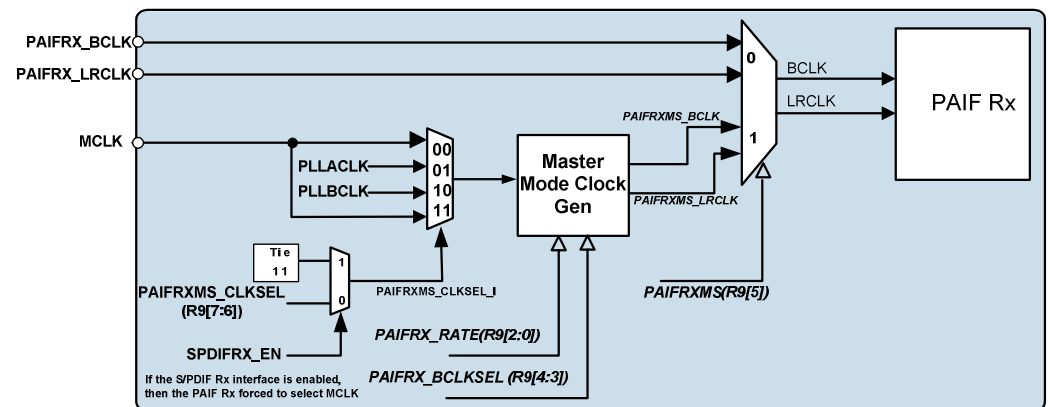 PAIFRX_BCLK
PAIFRX_LRCLK
MCLK
0
1
BCLK
LRCLK
PAIF Rx
PAIFRXMS_BCLK
PAIFRXMS_LRCLK
00
01
10
11
PLLACLK
PLLBCLK
Master
Mode Clock
Gen
Tie
11
1
0
PAIFRXMS_CLKSEL
(R9[7:6])
PAIFRXMS_CLKSEL_I
PAIFRXMS(R9[5])
SPDIFRX_EN
PAIFRX_RATE(R9[2:0])
PAIFRX_BCLKSEL (R9[4:3])
If the S/PDIF Rx interface is enabled,
then the PAIF Rx forced to select MCLK